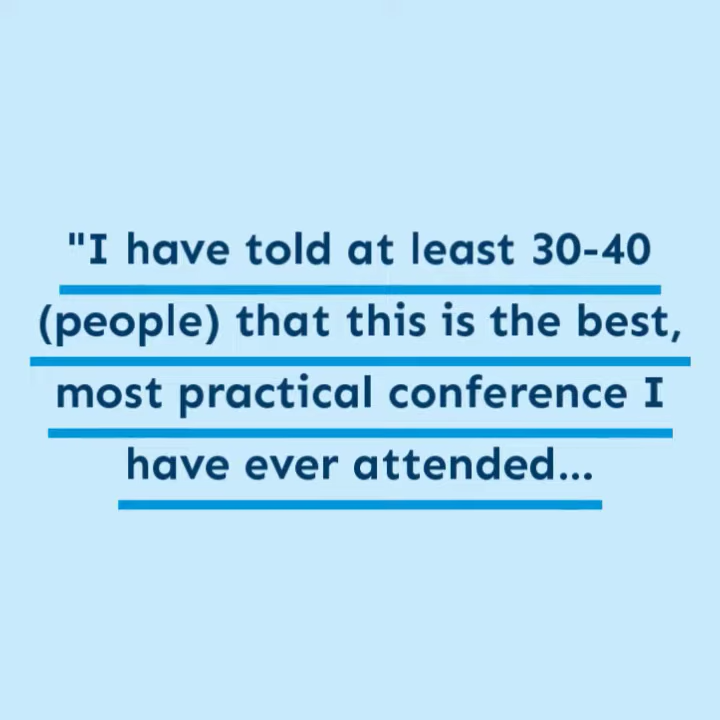 "I have told at least 30-40
(people) that this is the best,
most practical conference I
have ever attended...